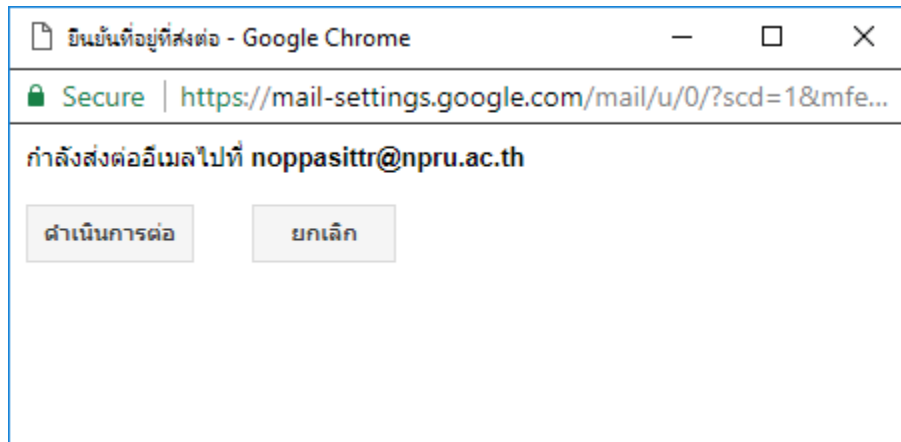 ยืนยันที่อยู่ที่ส่งต่อ - Google Chrome
Secure | https://mail-settings.google.com/mail/u/0/?scd=1&mfe...
กำลังส่งต่ออีเมลไปที่ noppasittr@npru.ac.th
ดำเนินการต่อ ยกเลิก